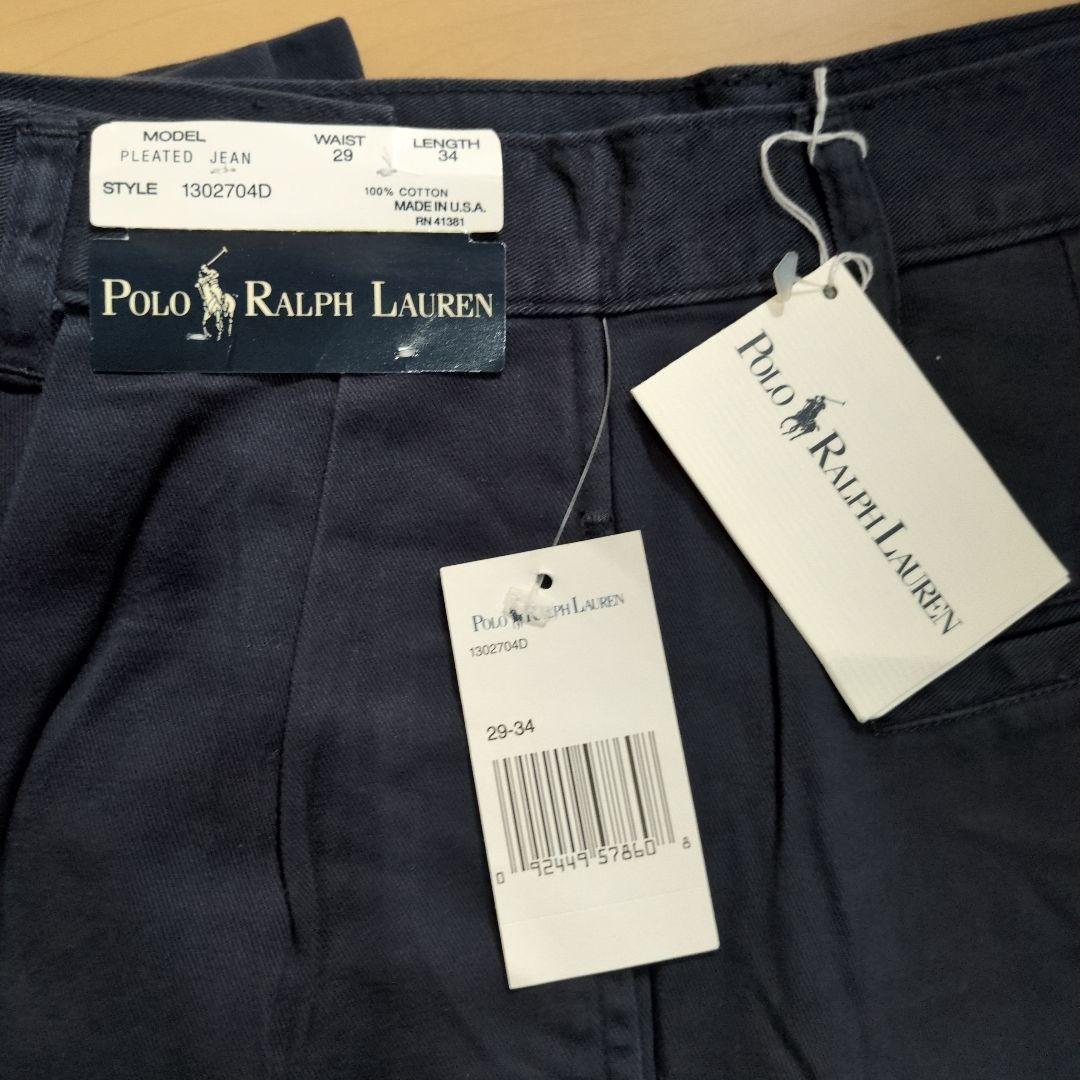 MODEL WAIST LENGTH
PLEATED JEAN 29 34
STYLE 1302704D 100% COTTON
MADE IN U.S.A.
RN 41381
POLO RALPH LAUREN
POLO RALPH LAUREN
POLO RALPH LAUREN
1302704D
29-34
0 92449 57860 8